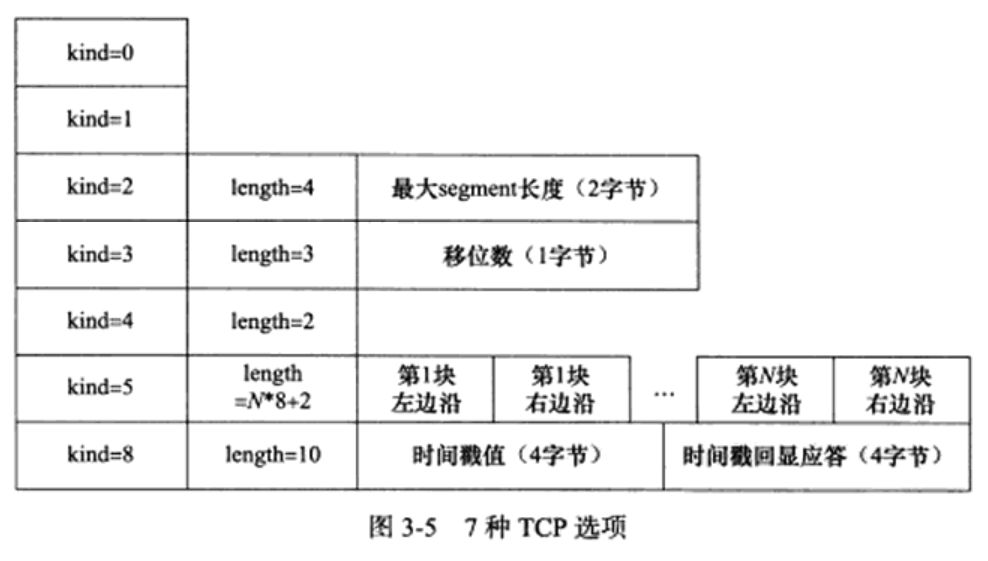 kind=0
kind=1
kind=2 length=4 最大segment长度（2字节）
kind=3 length=3 移位数（1字节）
kind=4 length=2
kind=5 length =N*8+2 第1块 左边沿 第1块 右边沿 … 第N块 左边沿 第N块 右边沿
kind=8 length=10 时间戳值（4字节） 时间戳回显应答（4字节）
图 3-5 7 种 TCP 选项